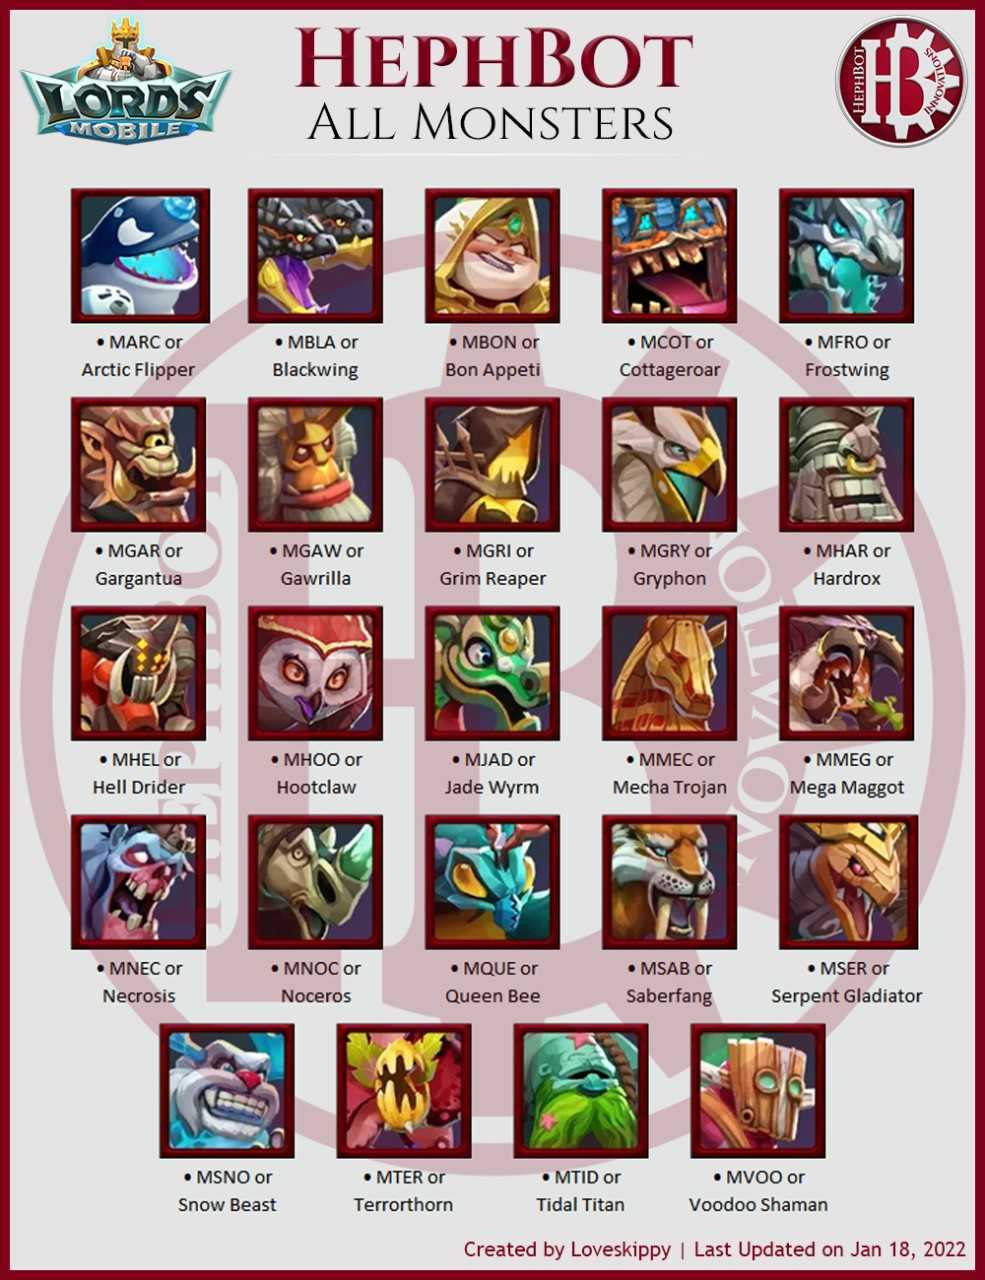 LORDS
MOBILE
HEPHBOT
ALL MONSTERS
HEPHBOT
HB
INNOVATIONS
• MARC or
Arctic Flipper
• MBLA or
Blackwing
• MBON or
Bon Appeti
• MCOT or
Cottageroar
• MFRO or
Frostwing
• MGAR or
Gargantua
• MGAW or
Gawrilla
• MGRI or
Grim Reaper
• MGRY or
Gryphon
• MHAR or
Hardrox
• MHEL or
Hell Drider
• MHOO or
Hootclaw
• MJAD or
Jade Wyrm
• MMEC or
Mecha Trojan
• MMEG or
Mega Maggot
• MNEC or
Necrosis
• MNOC or
Noceros
• MQUE or
Queen Bee
• MSAB or
Saberfang
• MSER or
Serpent Gladiator
• MSNO or
Snow Beast
• MTER or
Terrorthorn
• MTID or
Tidal Titan
• MVOO or
Voodoo Shaman
Created by Loveskippy | Last Updated on Jan 18, 2022